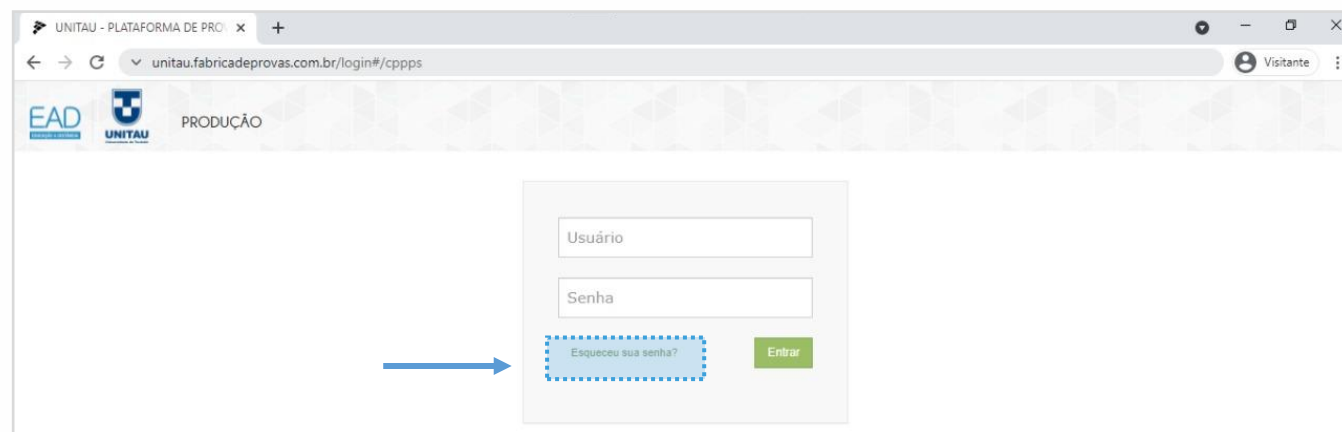 UNITAU - PLATAFORMA DE PRO
unitau.fabricadeprovas.com.br/login#/cppps
Visitante
EAD
UNITAU
PRODUÇÃO
Usuário
Senha
Esqueceu sua senha?
Entrar